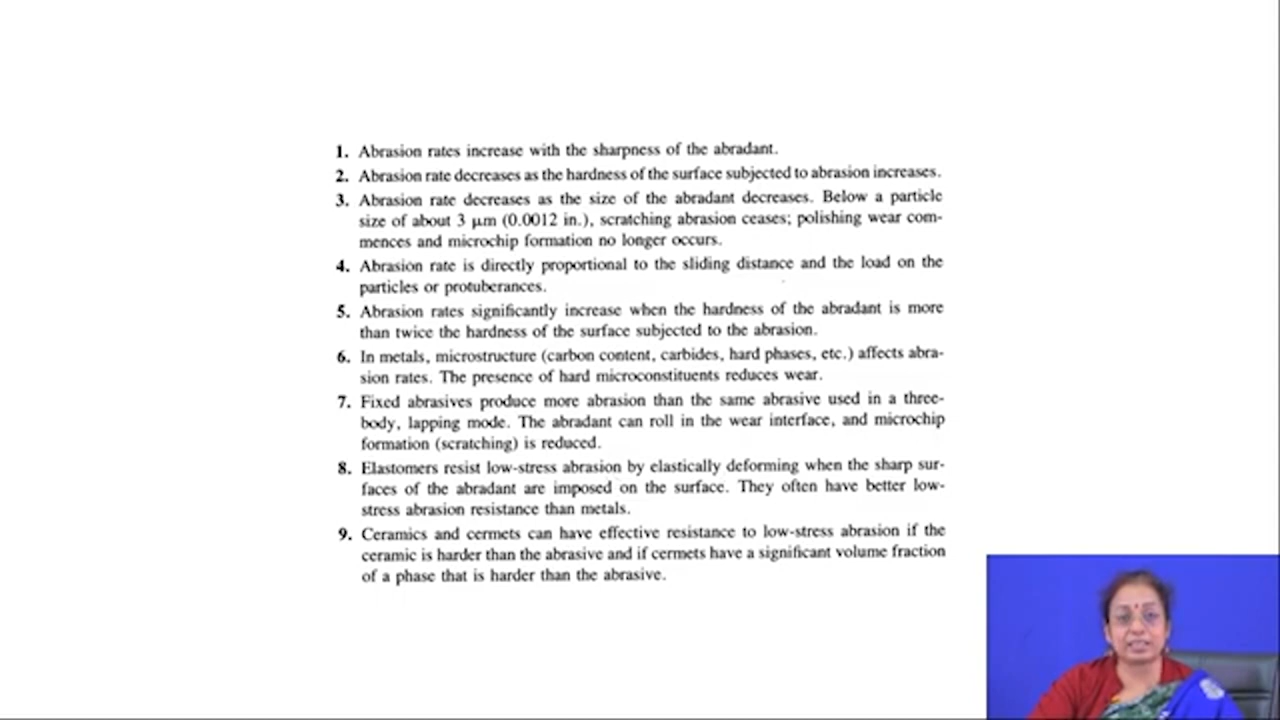 1. Abrasion rates increase with the sharpness of the abradant.
2. Abrasion rate decreases as the hardness of the surface subjected to abrasion increases.
3. Abrasion rate decreases as the size of the abradant decreases. Below a particle
size of about 3 μm (0.0012 in.), scratching abrasion ceases; polishing wear com-
mences and microchip formation no longer occurs.
4. Abrasion rate is directly proportional to the sliding distance and the load on the
particles or protuberances.
5. Abrasion rates significantly increase when the hardness of the abradant is more
than twice the hardness of the surface subjected to the abrasion.
6. In metals, microstructure (carbon content, carbides, hard phases, etc.) affects abra-
sion rates. The presence of hard microconstituents reduces wear.
7. Fixed abrasives produce more abrasion than the same abrasive used in a three-
body, lapping mode. The abradant can roll in the wear interface, and microchip
formation (scratching) is reduced.
8. Elastomers resist low-stress abrasion by elastically deforming when the sharp sur-
faces of the abradant are imposed on the surface. They often have better low-
stress abrasion resistance than metals.
9. Ceramics and cermets can have effective resistance to low-stress abrasion if the
ceramic is harder than the abrasive and if cermets have a significant volume fraction
of a phase that is harder than the abrasive.